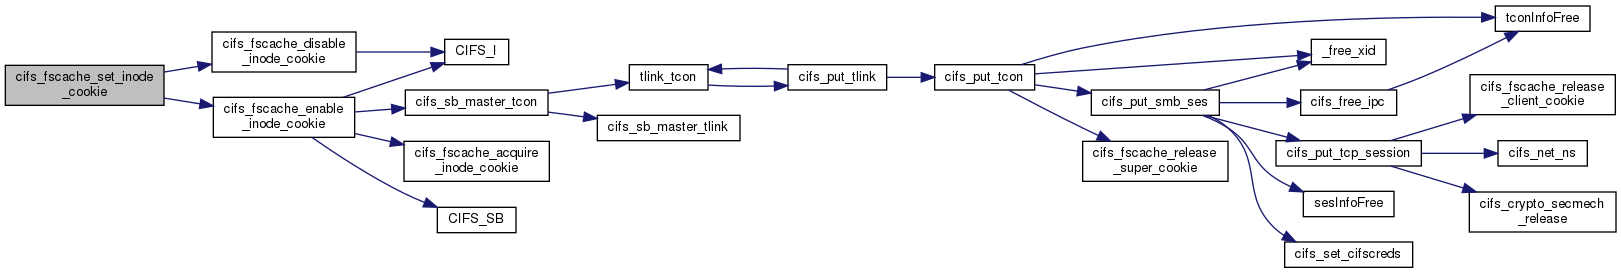 cifs_fscache_set_inode
_cookie
cifs_fscache_disable
_inode_cookie
cifs_fscache_enable
_inode_cookie
CIFS_I
cifs_sb_master_tcon
cifs_fscache_acquire
_inode_cookie
CIFS_SB
tlink_tcon
cifs_sb_master_tlink
cifs_put_tlink
cifs_put_tcon
cifs_put_smb_ses
cifs_fscache_release
_super_cookie
tconInfoFree
_free_xid
cifs_free_ipc
cifs_put_tcp_session
sesInfoFree
cifs_set_cifscreds
cifs_fscache_release
_client_cookie
cifs_net_ns
cifs_crypto_secmech
_release